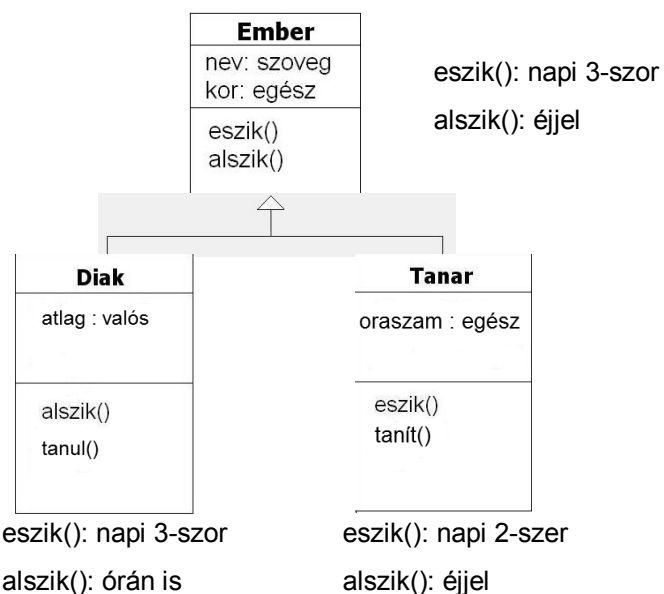 Ember
nev: szoveg
kor: egész
eszik()
alszik()
eszik(): napi 3-szor
alszik(): éjjel
Diak
atlag : valós
alszik()
tanul()
eszik(): napi 3-szor
alszik(): órán is
Tanar
oraszam : egész
eszik()
tanít()
eszik(): napi 2-szer
alszik(): éjjel